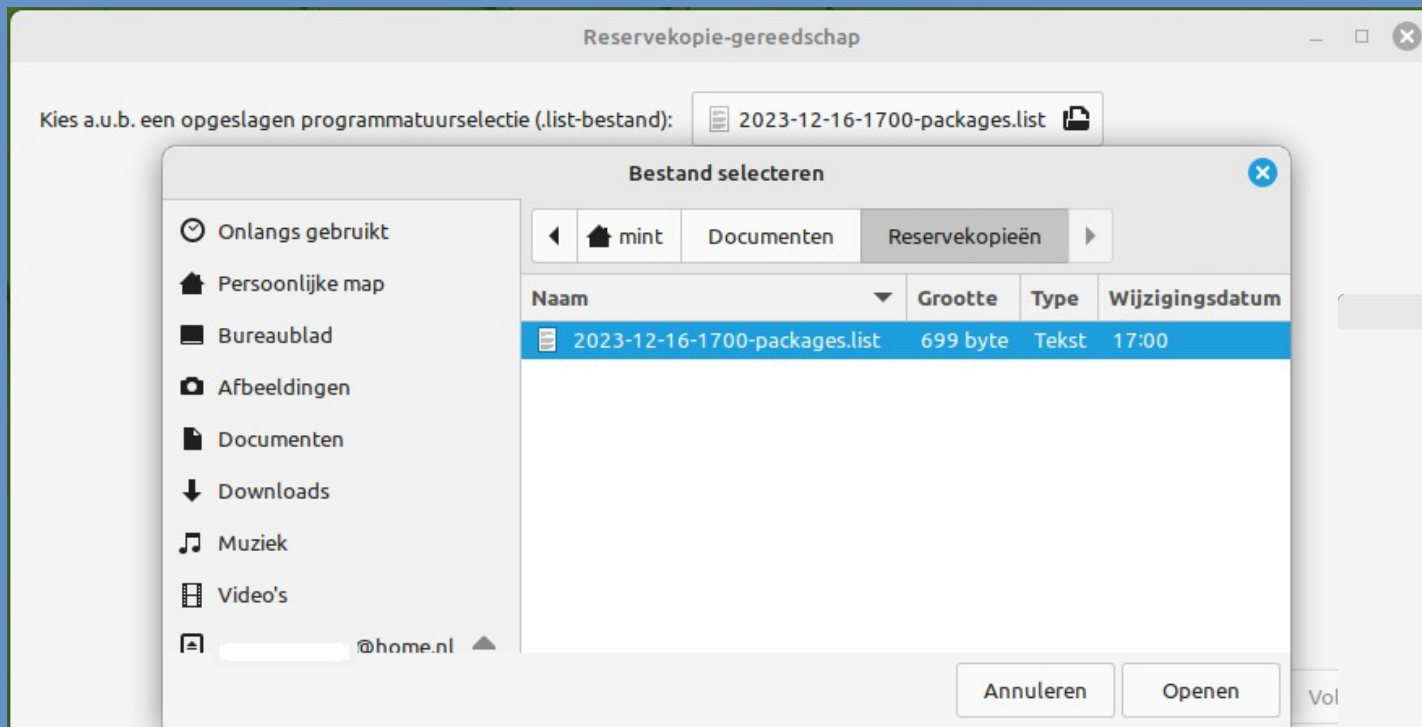 Reservekopie-gereedschap
Kies a.u.b. een opgeslagen programmatuurselectie (.list-bestand): 2023-12-16-1700-packages.list
Bestand selecteren
Onlangs gebruikt
Persoonlijke map
Bureaublad
Afbeeldingen
Documenten
Downloads
Muziek
Video's
@home.nl
mint Documenten Reservekopieën
Naam Grootte Type Wijzigingsdatum
2023-12-16-1700-packages.list 699 byte Tekst 17:00
Annuleren Openen
Vol